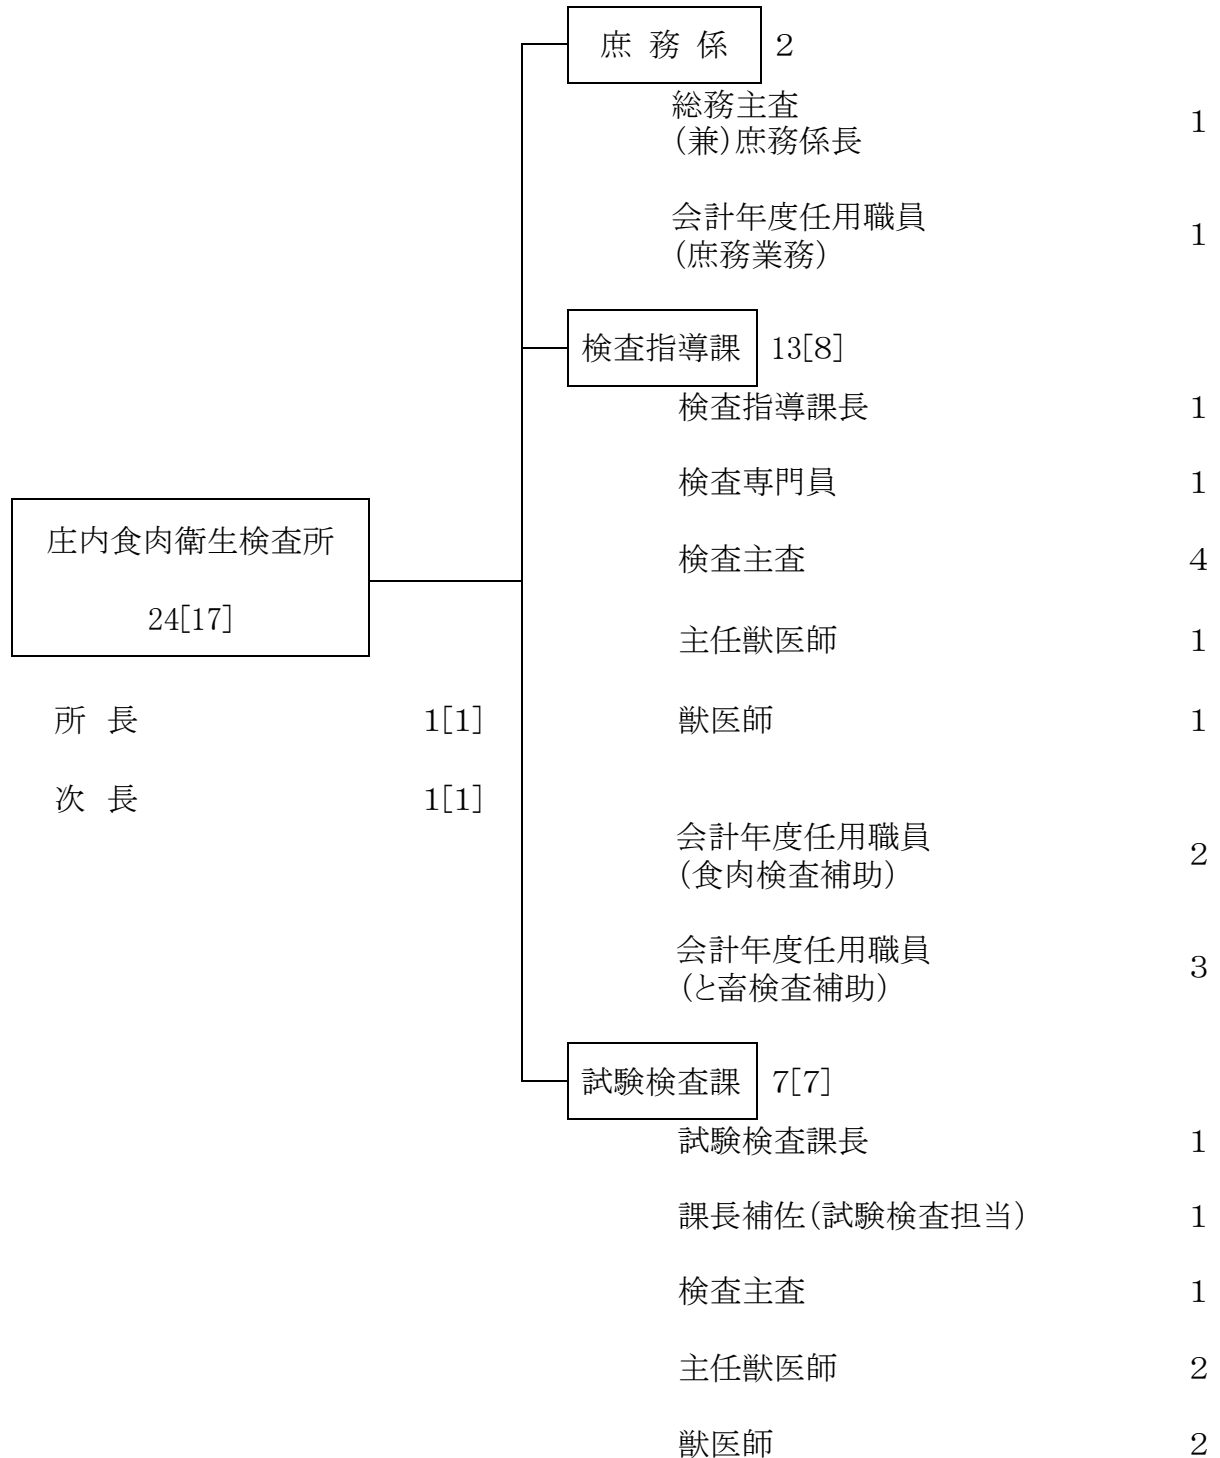 庄内食肉衛生検査所
24[17]
所 長 1[1]
次 長 1[1]
庶 務 係 2
総務主査
(兼)庶務係長 1
会計年度任用職員
(庶務業務) 1
検査指導課 13[8]
検査指導課長 1
検査専門員 1
検査主査 4
主任獣医師 1
獣医師 1
会計年度任用職員
(食肉検査補助) 2
会計年度任用職員
(と畜検査補助) 3
試験検査課 7[7]
試験検査課長 1
課長補佐(試験検査担当) 1
検査主査 1
主任獣医師 2
獣医師 2